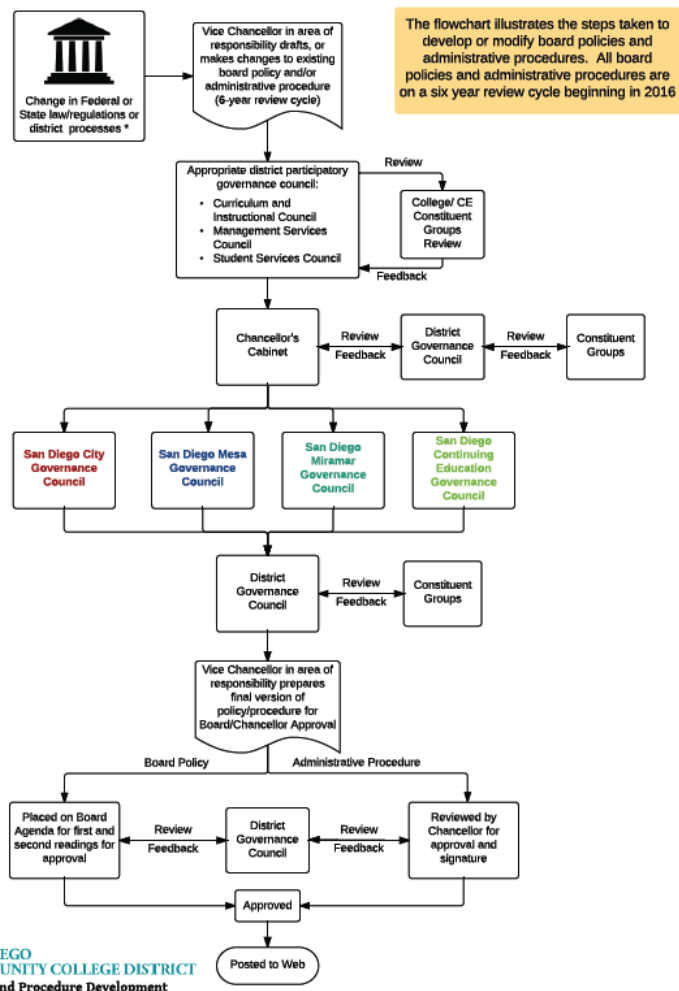 The flowchart illustrates the steps taken to
develop or modify board policies and
administrative procedures. All board
policies and administrative procedures are
on a six year review cycle beginning in 2016
Change in Federal or
State law/regulations or
district processes *
Vice Chancellor in area of
responsibility drafts, or
makes changes to existing
board policy and/or
administrative procedure
(6-year review cycle)
Appropriate district participatory
governance council:
• Curriculum and
Instructional Council
• Management Services
Council
• Student Services Council
Review
College/ CE
Constituent
Groups
Review
Feedback
Chancellor's
Cabinet
Review
Feedback
District
Governance
Council
Review
Feedback
Constituent
Groups
San Diego City
Governance
Council
San Diego Mesa
Governance
Council
San Diego
Miramar
Governance
Council
San Diego
Continuing
Education
Governance
Council
District
Governance
Council
Review
Feedback
Constituent
Groups
Vice Chancellor in area of
responsibility prepares
final version of
policy/procedure for
Board/Chancellor Approval
Board Policy
Administrative Procedure
Placed on Board
Agenda for first and
second readings for
approval
Review
Feedback
District
Governance
Council
Review
Feedback
Reviewed by
Chancellor for
approval and
signature
Approved
Posted to Web
EGO
UNITY COLLEGE DISTRICT
nd Procedure Development